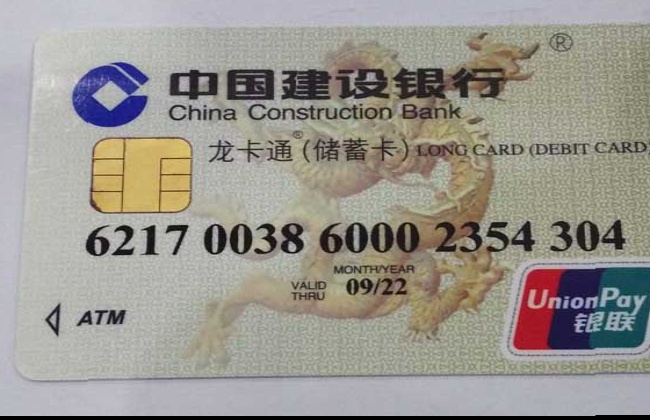 ®
中国建设银行
China Construction Bank
龙卡通®(储蓄卡) LONG CARD (DEBIT CARD)
6217 0038 6000 2354 304
MONTH/YEAR
VALID THRU 09/22
ATM
UnionPay
银联